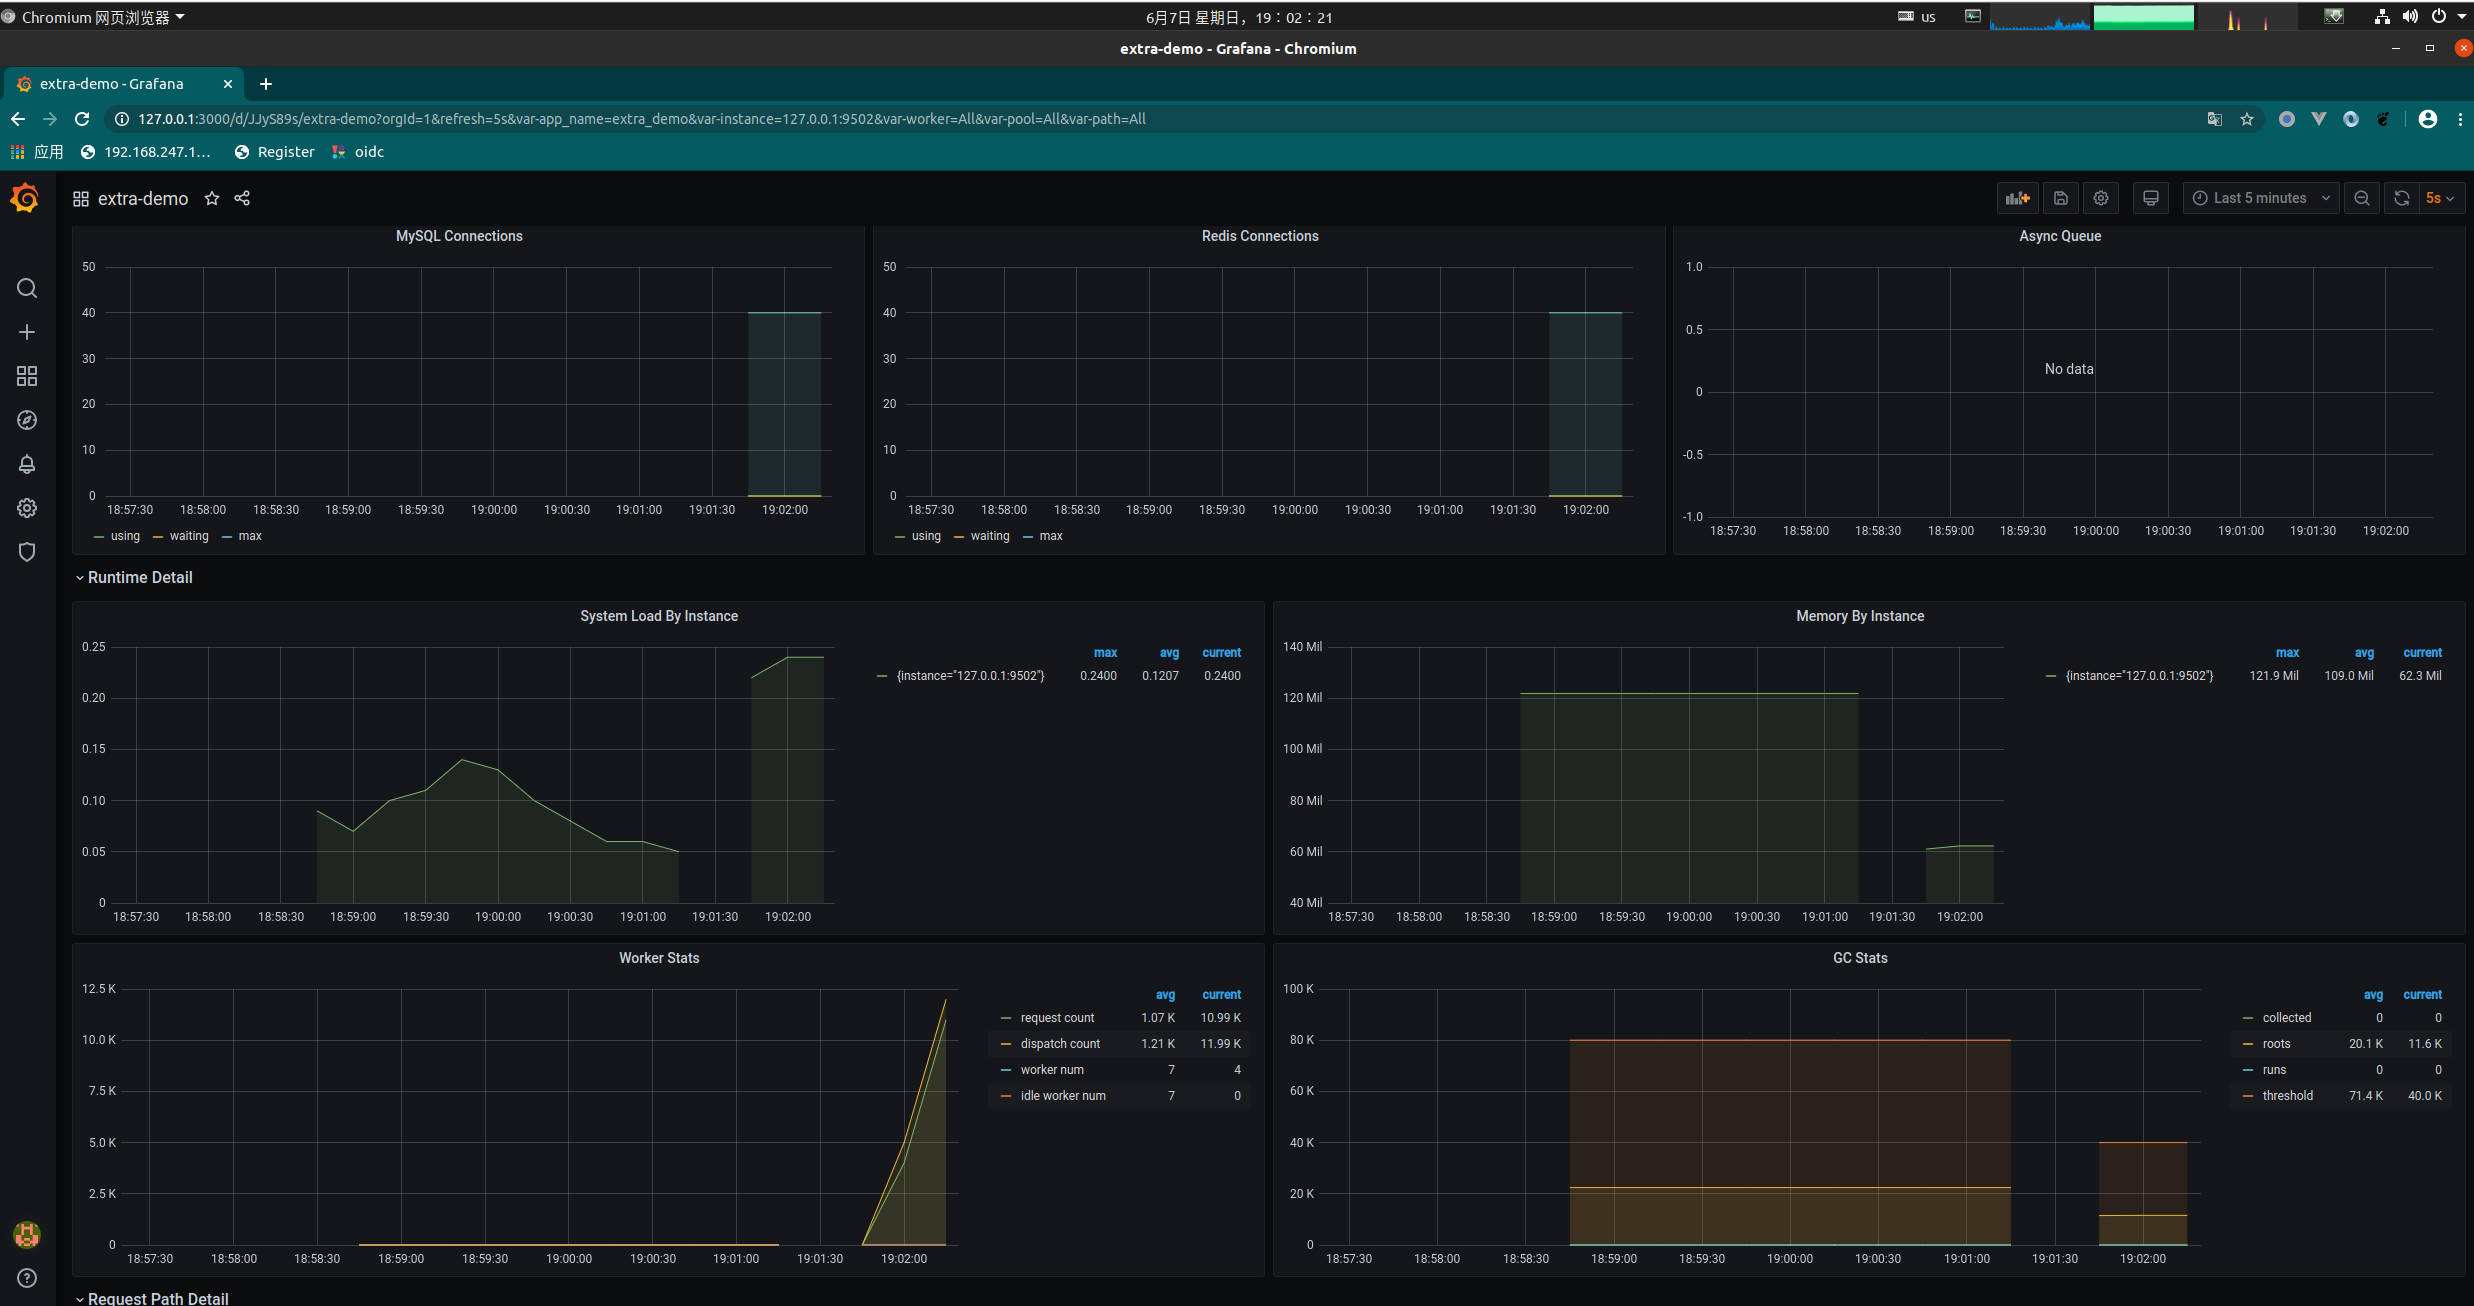 Chromium 网页浏览器
6月7日 星期日，19：02：21
us
extra-demo - Grafana - Chromium
extra-demo - Grafana
127.0.0.1:3000/d/JJyS89s/extra-demo?orgId=1&refresh=5s&var-app_name=extra_demo&var-instance=127.0.0.1:9502&var-worker=All&var-pool=All&var-path=All
应用
192.168.247.1...
Register
oidc
extra-demo
Last 5 minutes
5s
MySQL Connections
50
40
30
20
10
0
18:57:30 18:58:00 18:58:30 18:59:00 18:59:30 19:00:00 19:00:30 19:01:00 19:01:30 19:02:00
using waiting max
Redis Connections
50
40
30
20
10
0
18:57:30 18:58:00 18:58:30 18:59:00 18:59:30 19:00:00 19:00:30 19:01:00 19:01:30 19:02:00
using waiting max
Async Queue
1.0
0.5
No data
0
-0.5
-1.0
18:57:30 18:58:00 18:58:30 18:59:00 18:59:30 19:00:00 19:00:30 19:01:00 19:01:30 19:02:00
Runtime Detail
System Load By Instance
0.25
0.20
0.15
0.10
0.05
0
18:57:30 18:58:00 18:58:30 18:59:00 18:59:30 19:00:00 19:00:30 19:01:00 19:01:30 19:02:00
max avg current
{instance="127.0.0.1:9502"} 0.2400 0.1207 0.2400
Memory By Instance
140 Mil
120 Mil
100 Mil
80 Mil
60 Mil
40 Mil
18:57:30 18:58:00 18:58:30 18:59:00 18:59:30 19:00:00 19:00:30 19:01:00 19:01:30 19:02:00
max avg current
{instance="127.0.0.1:9502"} 121.9 Mil 109.0 Mil 62.3 Mil
Worker Stats
12.5 K
10.0 K
7.5 K
5.0 K
2.5 K
0
18:57:30 18:58:00 18:58:30 18:59:00 18:59:30 19:00:00 19:00:30 19:01:00 19:01:30 19:02:00
avg current
request count 1.07 K 10.99 K
dispatch count 1.21 K 11.99 K
worker num 7 4
idle worker num 7 0
GC Stats
100 K
80 K
60 K
40 K
20 K
0
18:57:30 18:58:00 18:58:30 18:59:00 18:59:30 19:00:00 19:00:30 19:01:00 19:01:30 19:02:00
avg current
collected 0 0
roots 20.1 K 11.6 K
runs 0 0
threshold 71.4 K 40.0 K
Request Path Detail